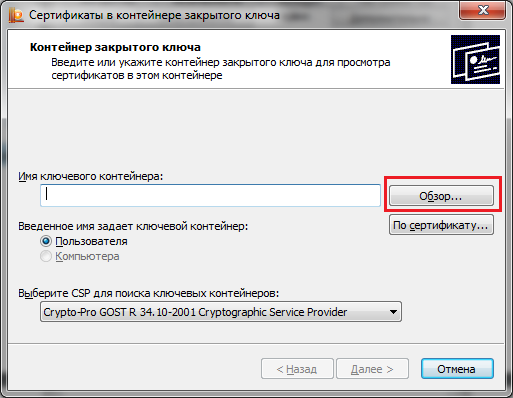 Сертификаты в контейнере закрытого ключа
Контейнер закрытого ключа
Введите или укажите контейнер закрытого ключа для просмотра
сертификатов в этом контейнере
Имя ключевого контейнера:
Обзор...
Введенное имя задает ключевой контейнер:
По сертификату...
Пользователя
Компьютера
Выберите CSP для поиска ключевых контейнеров:
Crypto-Pro GOST R 34.10-2001 Cryptographic Service Provider
< Назад
Далее >
Отмена